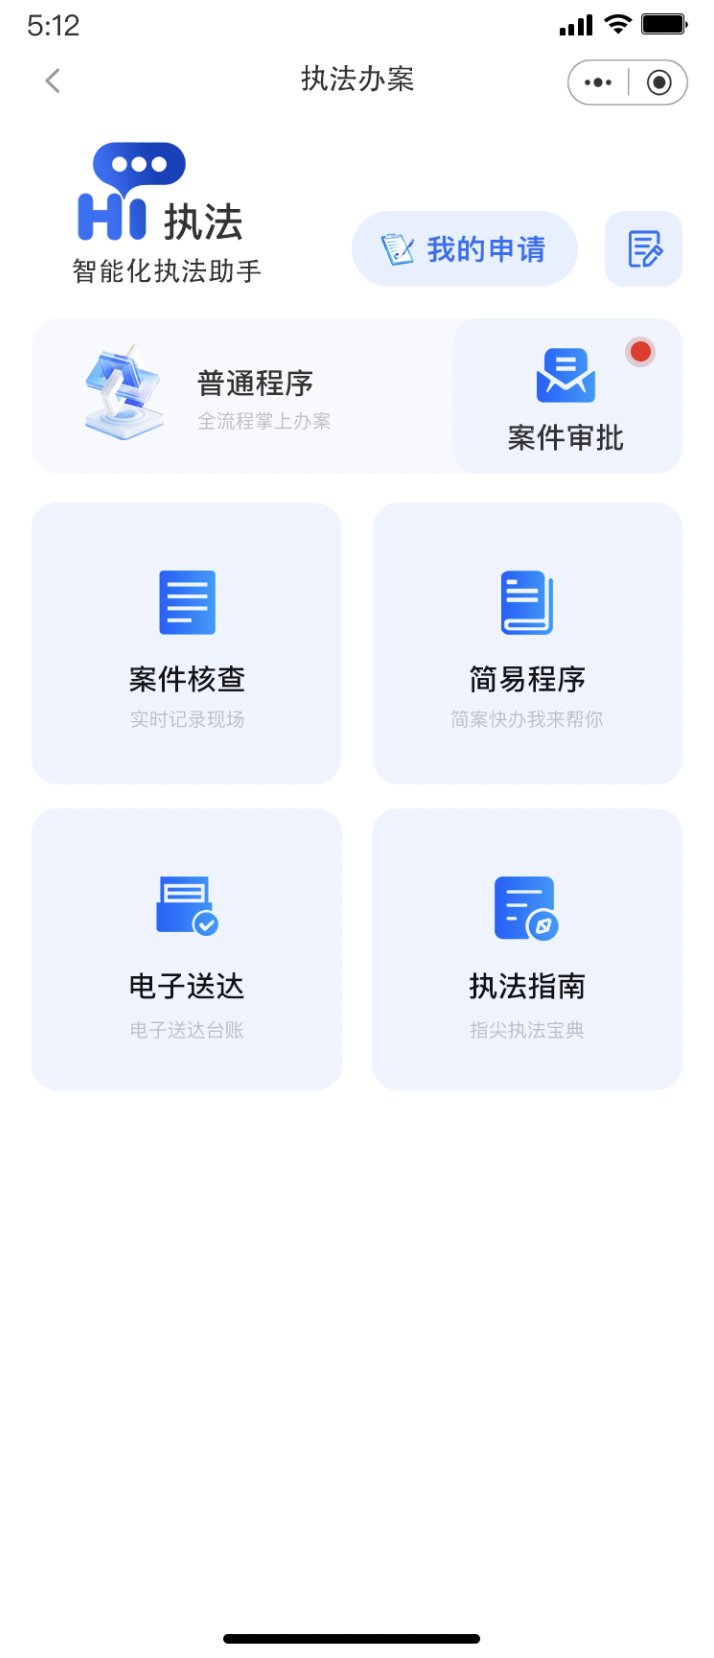 5:12
执法办案
HI 执法
智能化执法助手
我的申请
普通程序
全流程掌上办案
案件审批
案件核查
实时记录现场
简易程序
简案快办我来帮你
电子送达
电子送达台账
执法指南
指尖执法宝典